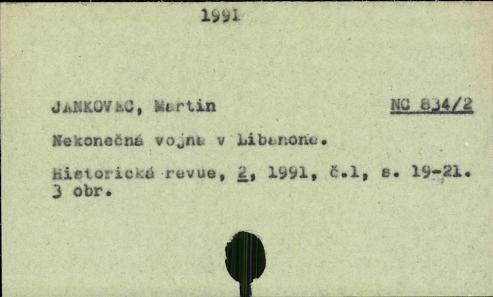 1991
JANKOVEC, Martin NC 834/2
Nekonečná vojna v Libanone.
Historická revue, 2, 1991, č.1, s. 19-21.
3 obr.